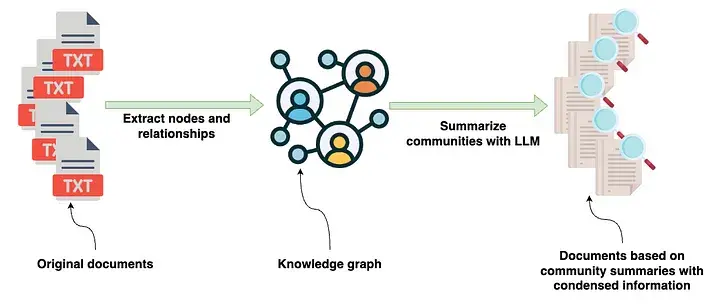 TXT
TXT
TXT
TXT
Extract nodes and
relationships
Summarize
communities with LLM
Original documents
Knowledge graph
Documents based on
community summaries with
condensed information